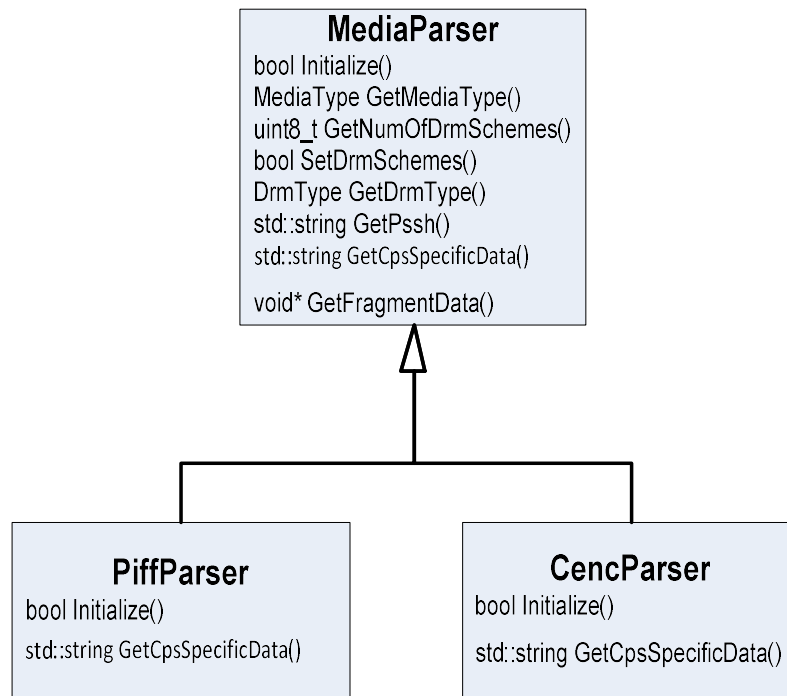 MediaParser
bool Initialize()
MediaType GetMediaType()
uint8_t GetNumOfDrmSchemes()
bool SetDrmSchemes()
DrmType GetDrmType()
std::string GetPssh()
std::string GetCpsSpecificData()
void* GetFragmentData()
PiffParser
bool Initialize()
std::string GetCpsSpecificData()
CencParser
bool Initialize()
std::string GetCpsSpecificData()